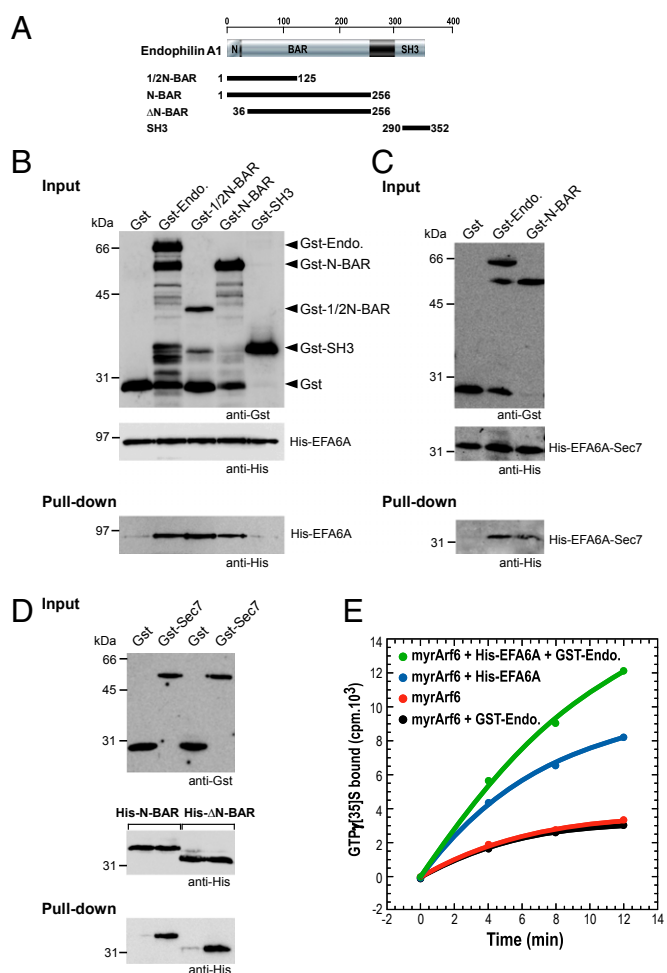 A
0 100 200 300 400
Endophilin A1 N BAR SH3
1/2N-BAR 1 125
N-BAR 1 256
ΔN-BAR 36 256
SH3 290 352
B
Input
Gst Gst-Endo. Gst-1/2N-BAR Gst-N-BAR Gst-SH3
kDa
66
45
31
Gst-Endo.
Gst-N-BAR
Gst-1/2N-BAR
Gst-SH3
Gst
anti-Gst
97 His-EFA6A
anti-His
Pull-down
97 His-EFA6A
anti-His
C
Input
Gst Gst-Endo. Gst-N-BAR
kDa
66
45
31
anti-Gst
31 His-EFA6A-Sec7
anti-His
Pull-down
31 His-EFA6A-Sec7
anti-His
D
Input
Gst Gst-Sec7 Gst Gst-Sec7
kDa
66
45
31
anti-Gst
His-N-BAR His-ΔN-BAR
31
anti-His
Pull-down
31
anti-His
E
14
12
10
8
6
4
2
0
-2
GTPγ[35]S bound (cpm.10³)
myrArf6 + His-EFA6A + GST-Endo.
myrArf6 + His-EFA6A
myrArf6
myrArf6 + GST-Endo.
-2 0 2 4 6 8 10 12 14
Time (min)